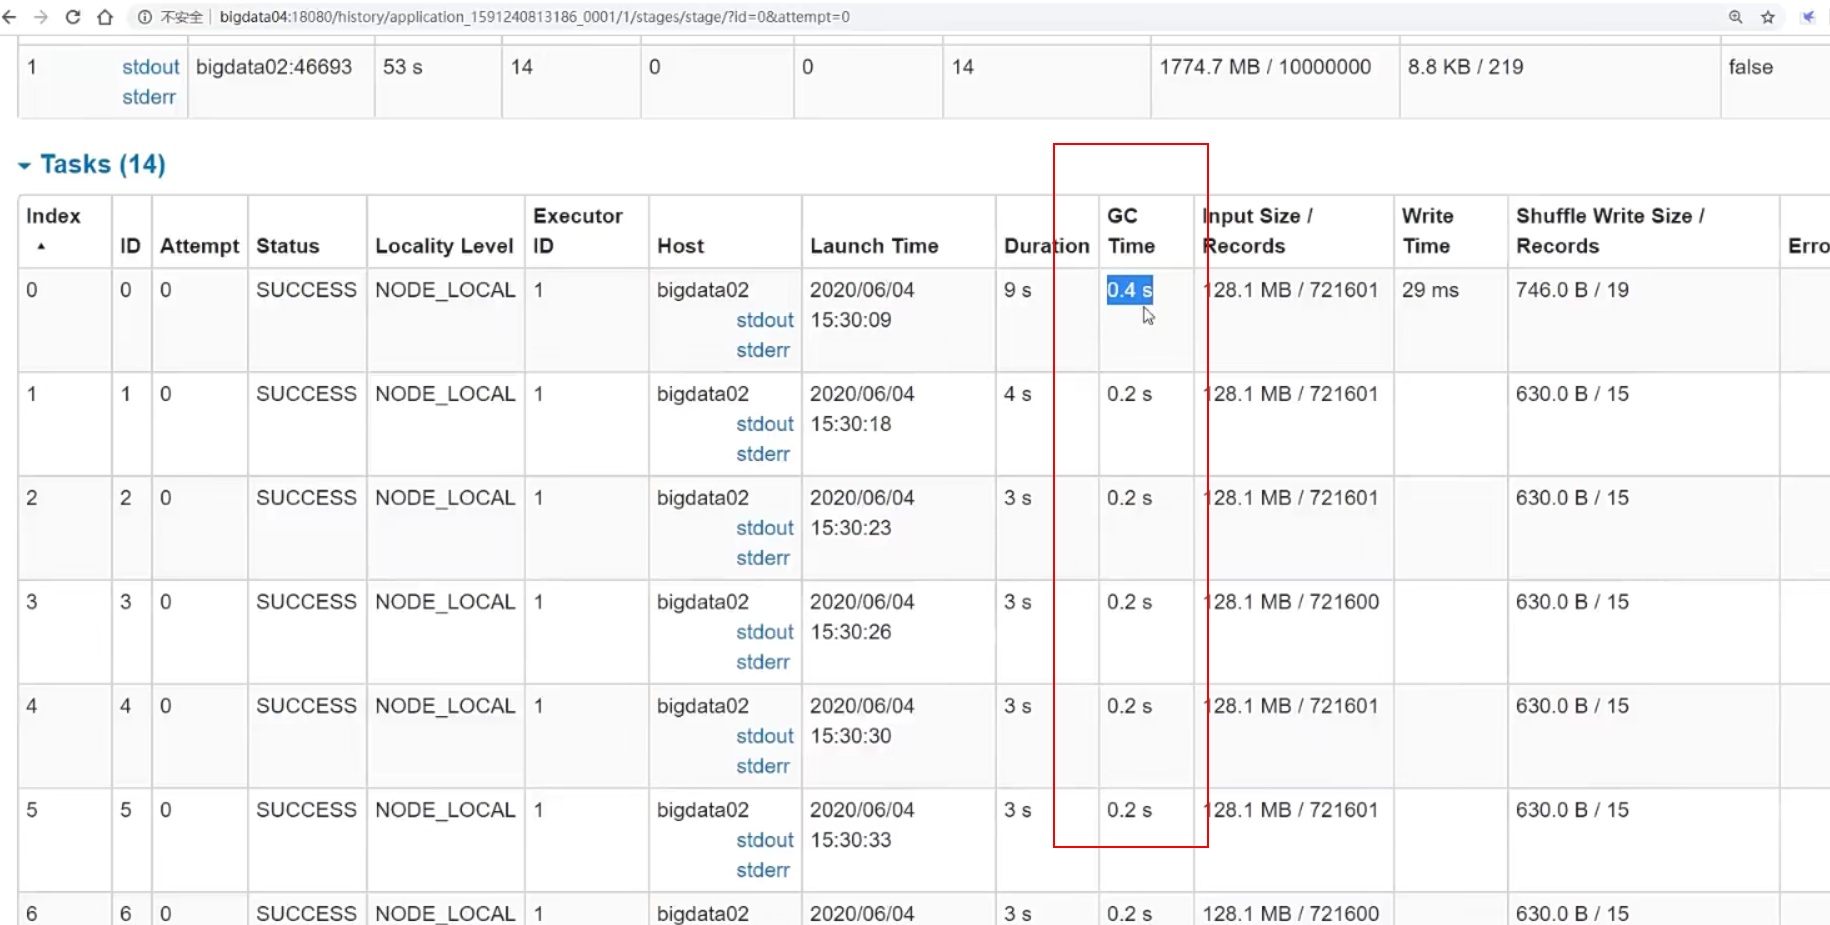 不安全 bigdata04:18080/history/application_1591240813186_0001/1/stages/stage/?id=0&attempt=0
1 stdout bigdata02:46693 53 s 14 0 0 14 1774.7 MB / 10000000 8.8 KB / 219 false
stderr
Tasks (14)
Index ID Attempt Status Locality Level Executor ID Host Launch Time Duration GC Time Input Size / Records Write Time Shuffle Write Size / Records Erro
0 0 0 SUCCESS NODE_LOCAL 1 bigdata02 2020/06/04 9 s 0.4 s 128.1 MB / 721601 29 ms 746.0 B / 19
stdout 15:30:09
stderr
1 1 0 SUCCESS NODE_LOCAL 1 bigdata02 2020/06/04 4 s 0.2 s 128.1 MB / 721601 630.0 B / 15
stdout 15:30:18
stderr
2 2 0 SUCCESS NODE_LOCAL 1 bigdata02 2020/06/04 3 s 0.2 s 128.1 MB / 721601 630.0 B / 15
stdout 15:30:23
stderr
3 3 0 SUCCESS NODE_LOCAL 1 bigdata02 2020/06/04 3 s 0.2 s 128.1 MB / 721600 630.0 B / 15
stdout 15:30:26
stderr
4 4 0 SUCCESS NODE_LOCAL 1 bigdata02 2020/06/04 3 s 0.2 s 128.1 MB / 721601 630.0 B / 15
stdout 15:30:30
stderr
5 5 0 SUCCESS NODE_LOCAL 1 bigdata02 2020/06/04 3 s 0.2 s 128.1 MB / 721601 630.0 B / 15
stdout 15:30:33
stderr
6 6 0 SUCCESS NODE_LOCAL 1 bigdata02 2020/06/04 3 s 0.2 s 128.1 MB / 721600 630.0 B / 15